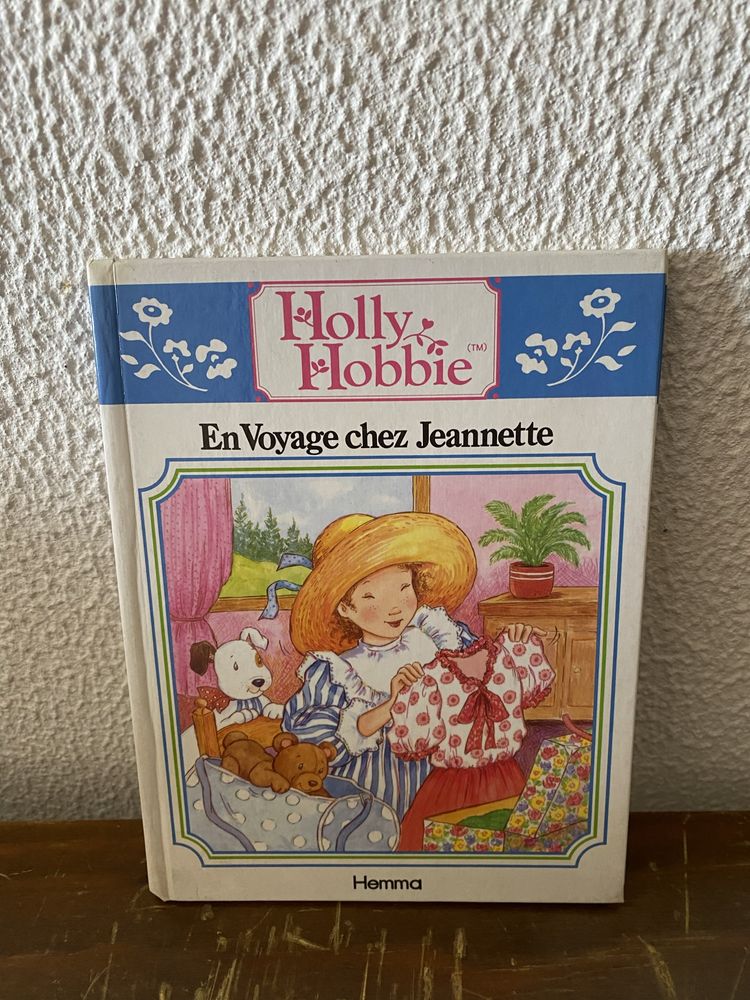 Holly
Hobbie (TM)
En Voyage chez Jeannette
Hemma